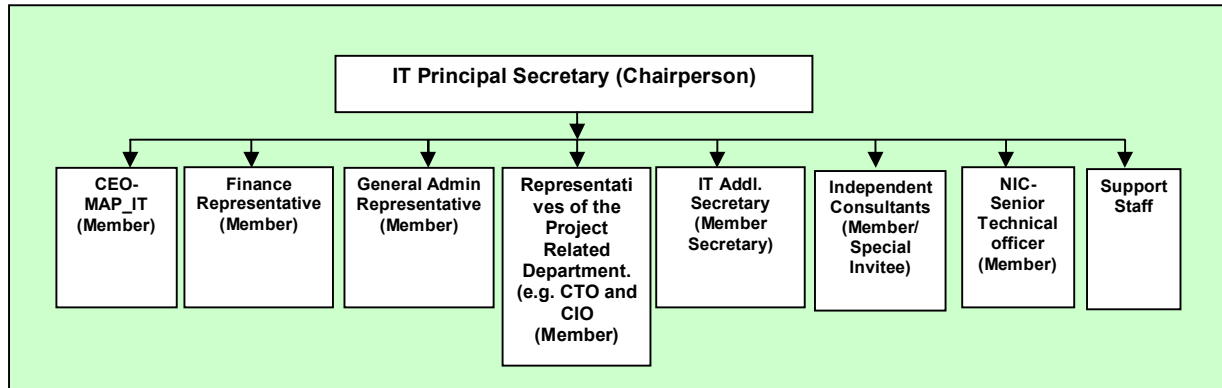 IT Principal Secretary (Chairperson)
CEO-
MAP_IT
(Member)
Finance
Representative
(Member)
General Admin
Representative
(Member)
Representati
ves of the
Project
Related
Department.
(e.g. CTO and
CIO
(Member)
IT Addl.
Secretary
(Member
Secretary)
Independent
Consultants
(Member/
Special
Invitee)
NIC-
Senior
Technical
officer
(Member)
Support
Staff